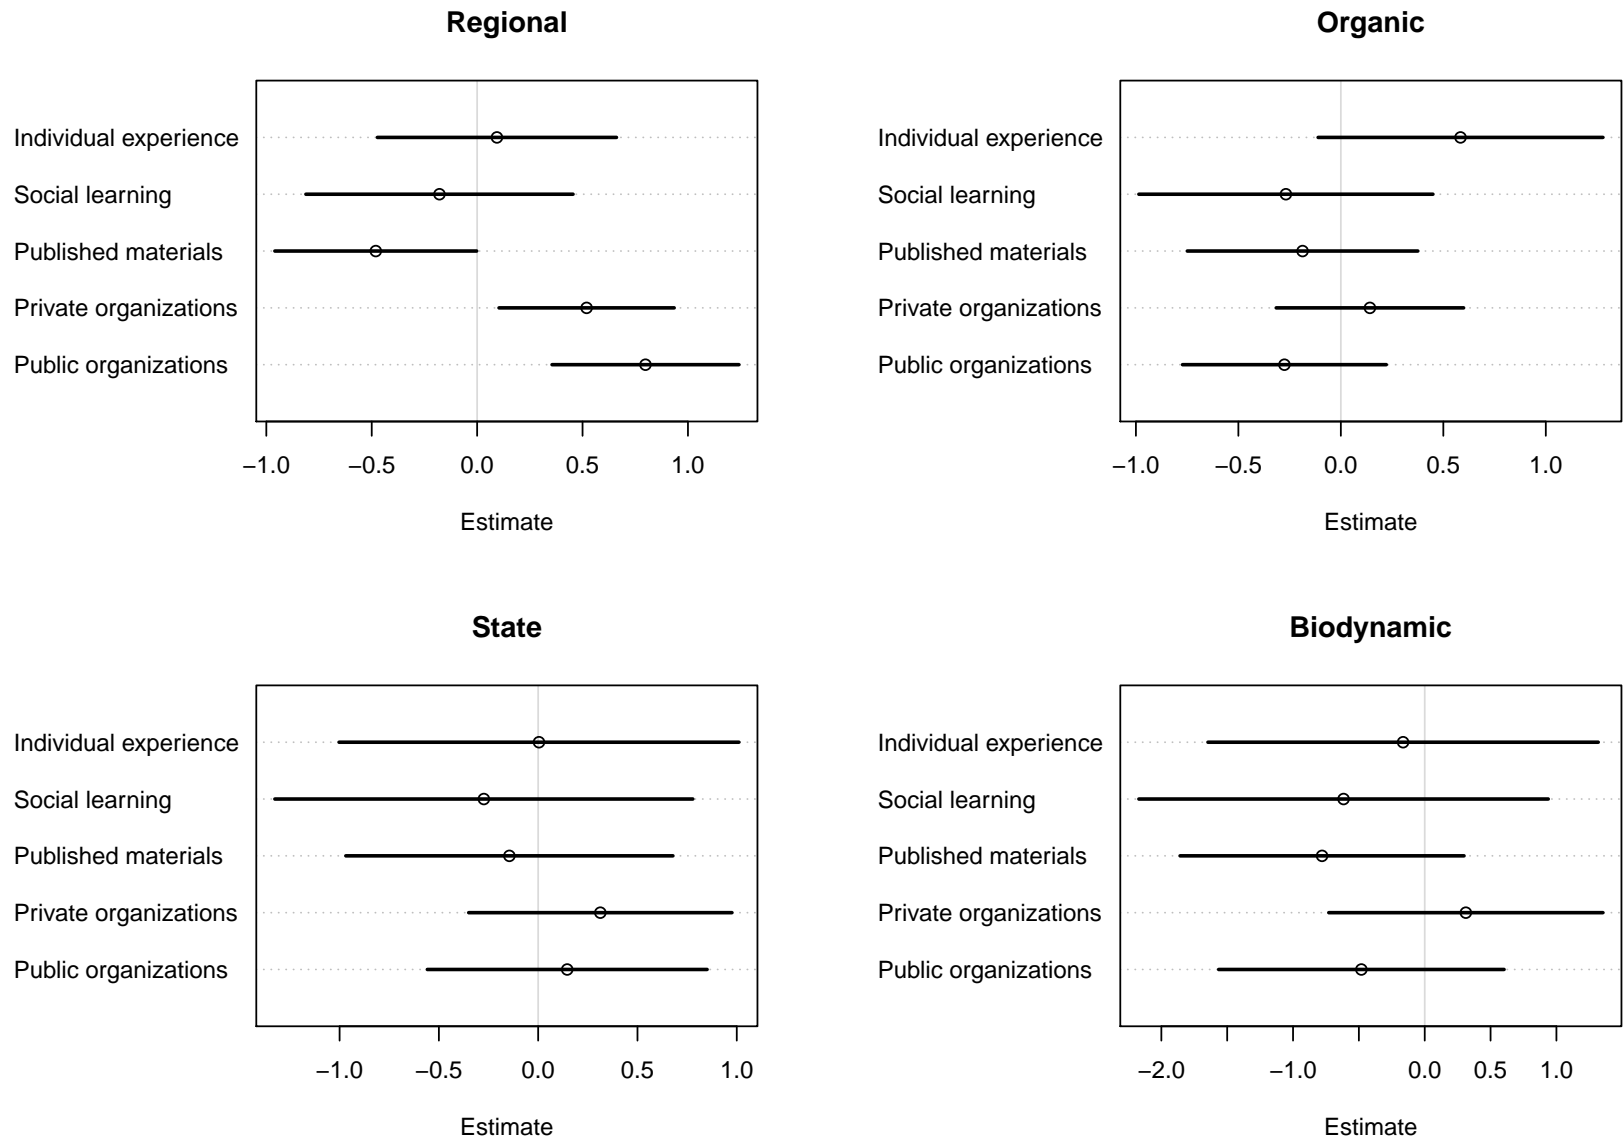 Regional
Individual experience
Social learning
Published materials
Private organizations
Public organizations
−1.0 −0.5 0.0 0.5 1.0
Estimate
Organic
Individual experience
Social learning
Published materials
Private organizations
Public organizations
−1.0 −0.5 0.0 0.5 1.0
Estimate
State
Individual experience
Social learning
Published materials
Private organizations
Public organizations
−1.0 −0.5 0.0 0.5 1.0
Estimate
Biodynamic
Individual experience
Social learning
Published materials
Private organizations
Public organizations
−2.0 −1.0 0.0 0.5 1.0
Estimate